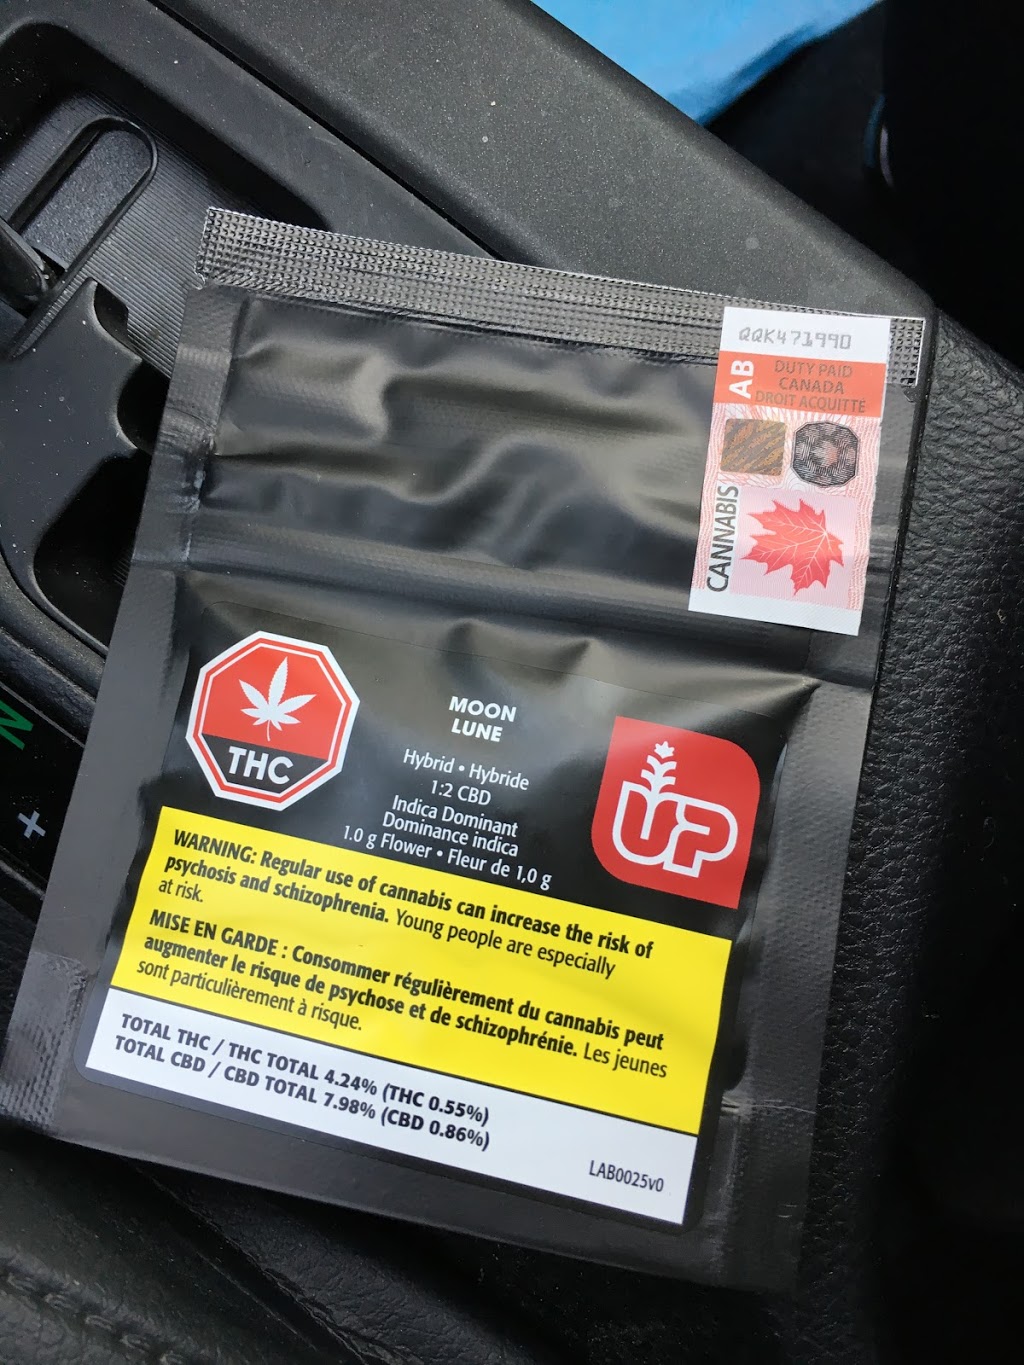 QQK471990
AB
DUTY PAID
CANADA
DROIT ACQUITTÉ
CANNABIS
THC
MOON
LUNE
Hybrid • Hybride
1:2 CBD
Indica Dominant
Dominance indica
1.0 g Flower • Fleur de 1,0 g
UP
WARNING: Regular use of cannabis can increase the risk of
psychosis and schizophrenia. Young people are especially
at risk.
MISE EN GARDE : Consommer régulièrement du cannabis peut
augmenter le risque de psychose et de schizophrénie. Les jeunes
sont particulièrement à risque.
TOTAL THC / THC TOTAL 4.24% (THC 0.55%)
TOTAL CBD / CBD TOTAL 7.98% (CBD 0.86%)
LAB0025v0
N
+